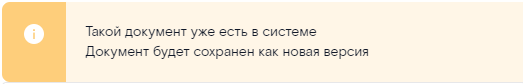 Такой документ уже есть в системе
Документ будет сохранен как новая версия